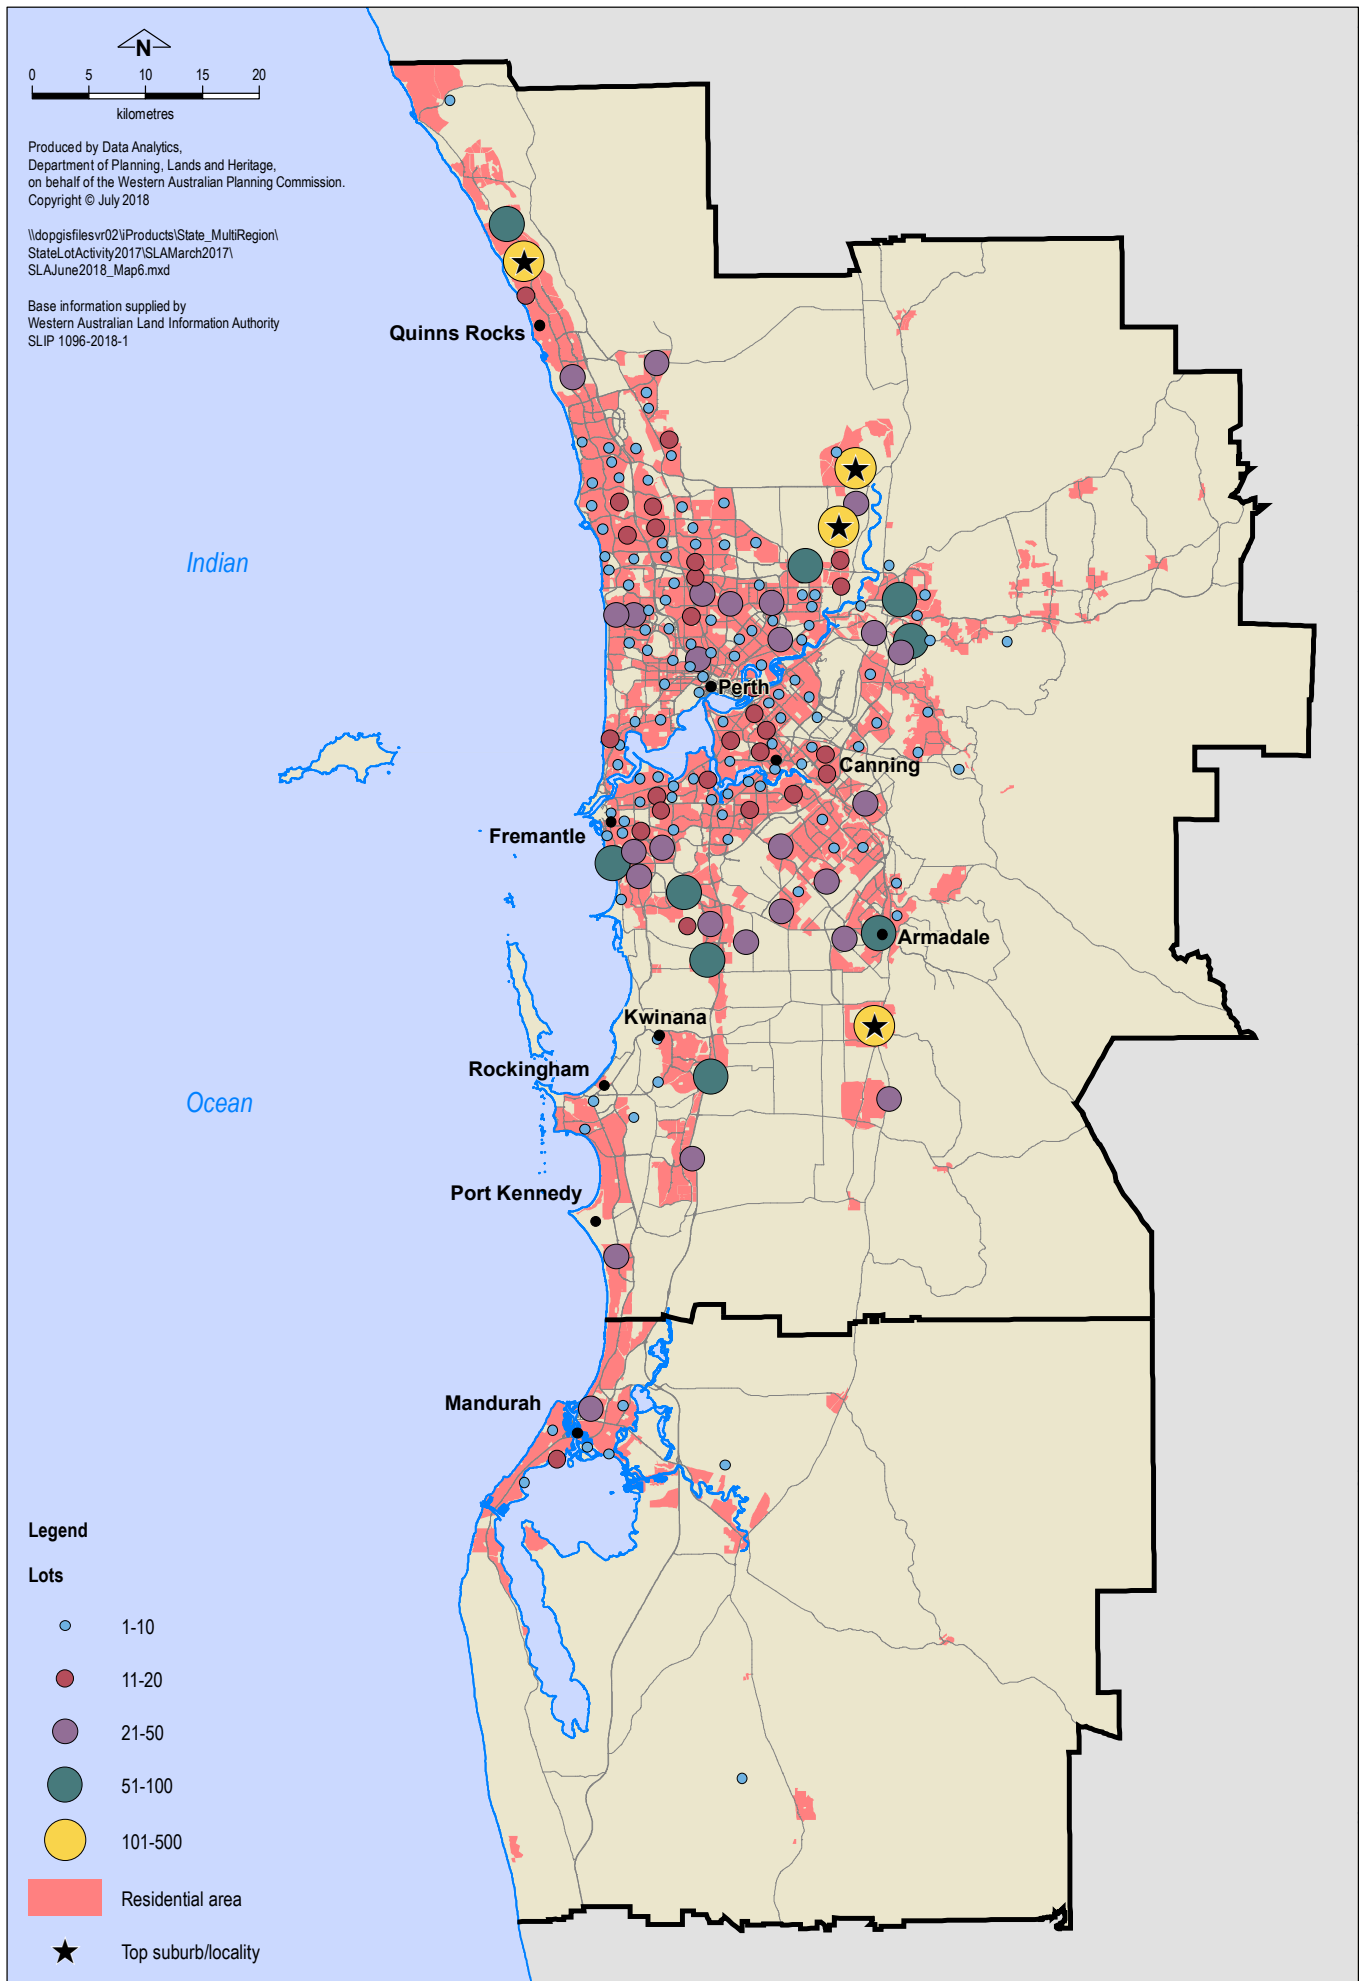 N
0 5 10 15 20
kilometres
Produced by Data Analytics,
Department of Planning, Lands and Heritage,
on behalf of the Western Australian Planning Commission.
Copyright © July 2018
\\dopgisfilesvr02\iProducts\State_MultiRegion\
StateLotActivity2017\SLAMarch2017\
SLAJune2018_Map6.mxd
Base information supplied by
Western Australian Land Information Authority
SLIP 1096-2018-1
Quinns Rocks
Indian
Perth
Canning
Fremantle
Armadale
Kwinana
Rockingham
Ocean
Port Kennedy
Mandurah
Legend
Lots
1-10
11-20
21-50
51-100
101-500
Residential area
Top suburb/locality